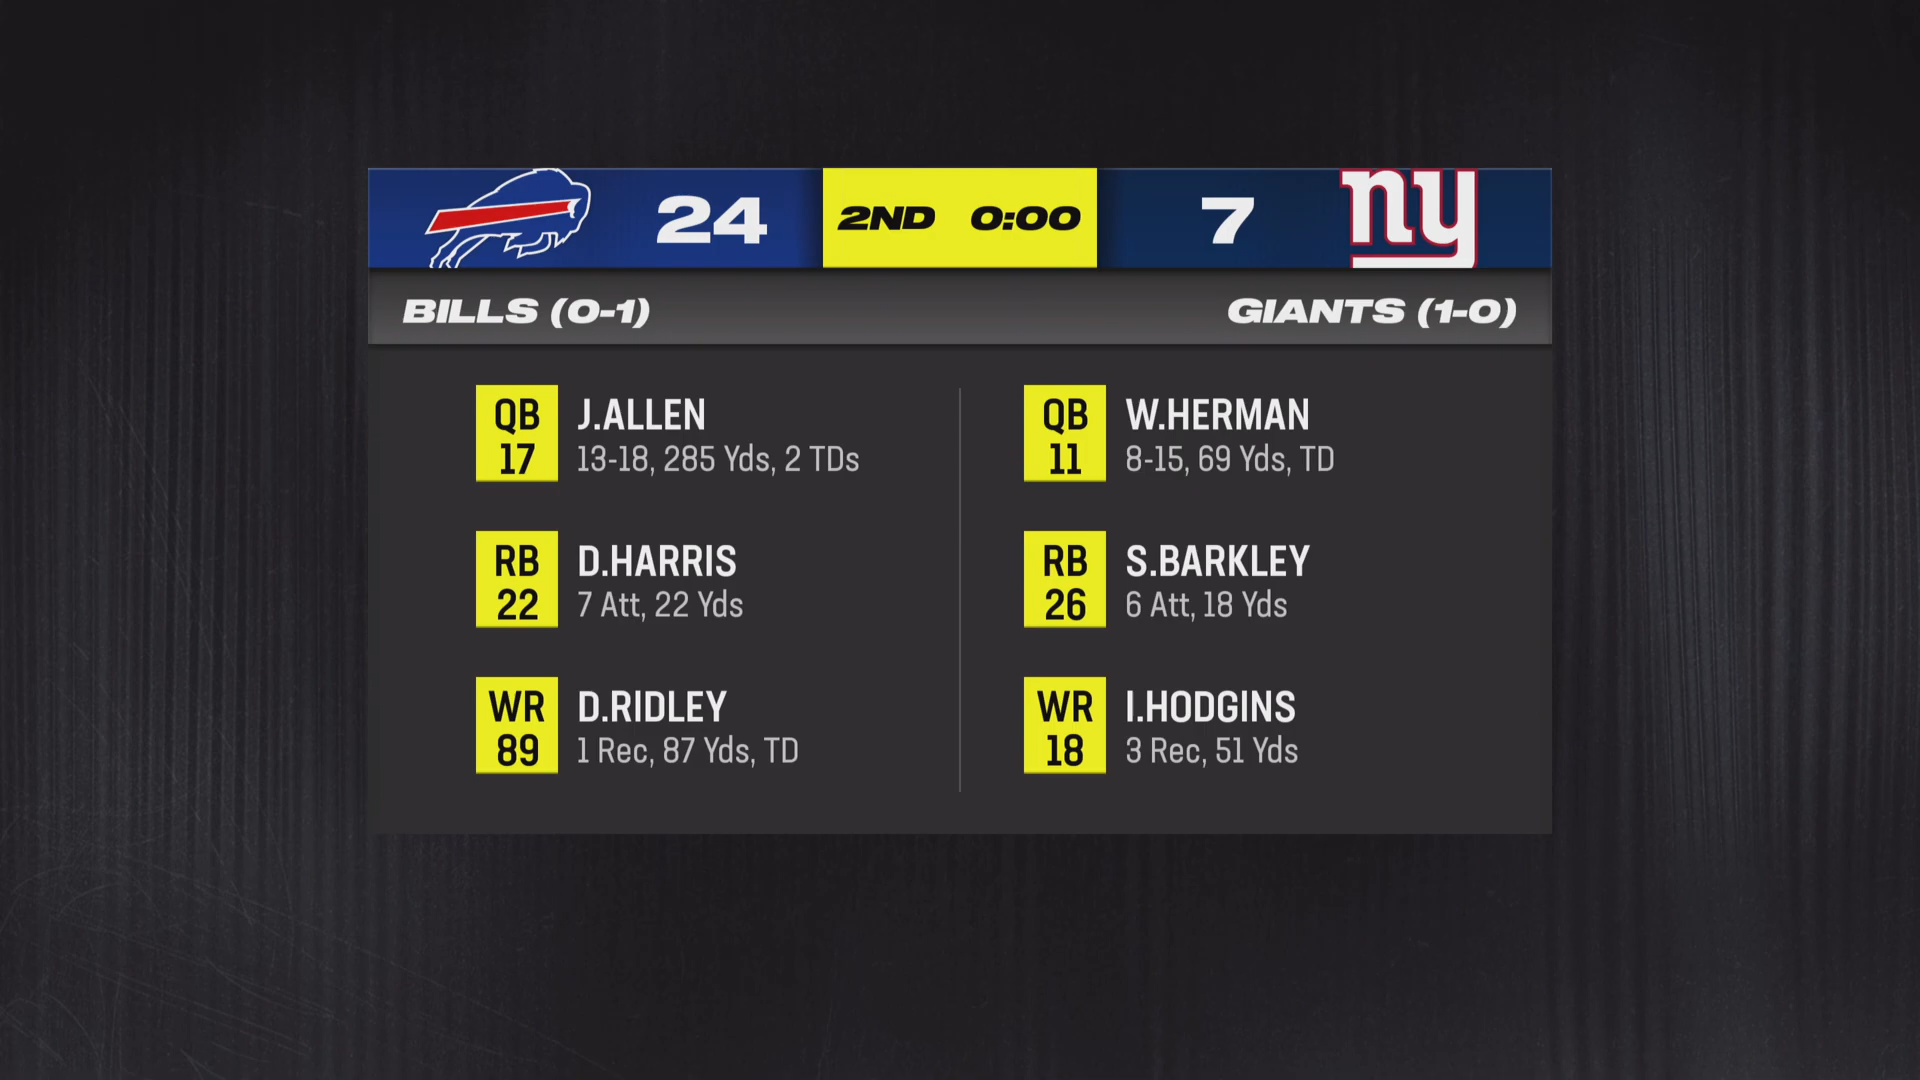 24 2ND 0:00 7 ny
BILLS (0-1) GIANTS (1-0)
QB 17 J.ALLEN
13-18, 285 Yds, 2 TDs
RB 22 D.HARRIS
7 Att, 22 Yds
WR 89 D.RIDLEY
1 Rec, 87 Yds, TD
QB 11 W.HERMAN
8-15, 69 Yds, TD
RB 26 S.BARKLEY
6 Att, 18 Yds
WR 18 I.HODGINS
3 Rec, 51 Yds